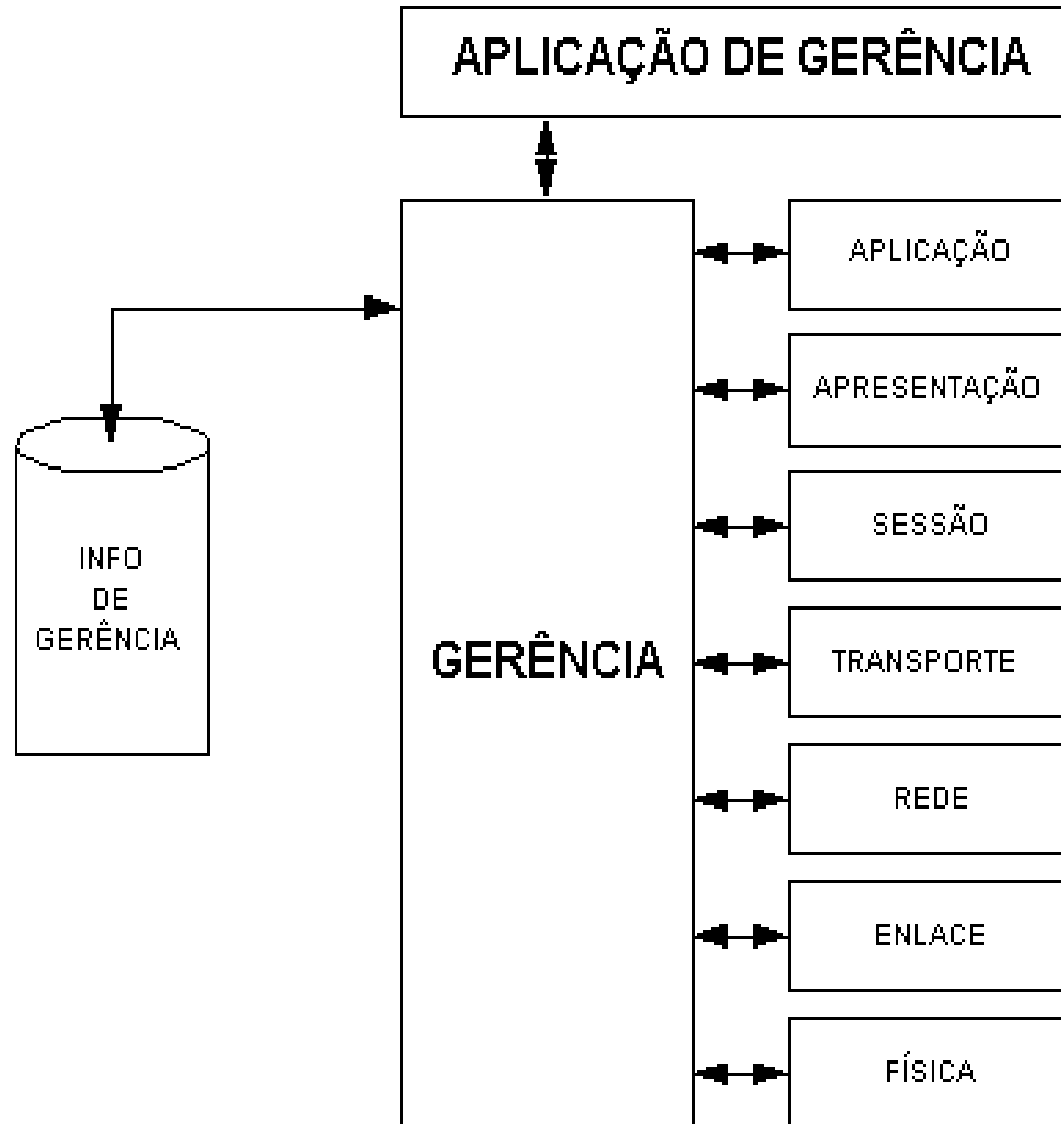 APLICAÇÃO DE GERÊNCIA
APLICAÇÃO
APRESENTAÇÃO
SESSÃO
INFO
DE
GERÊNCIA
GERÊNCIA
TRANSPORTE
REDE
ENLACE
FÍSICA